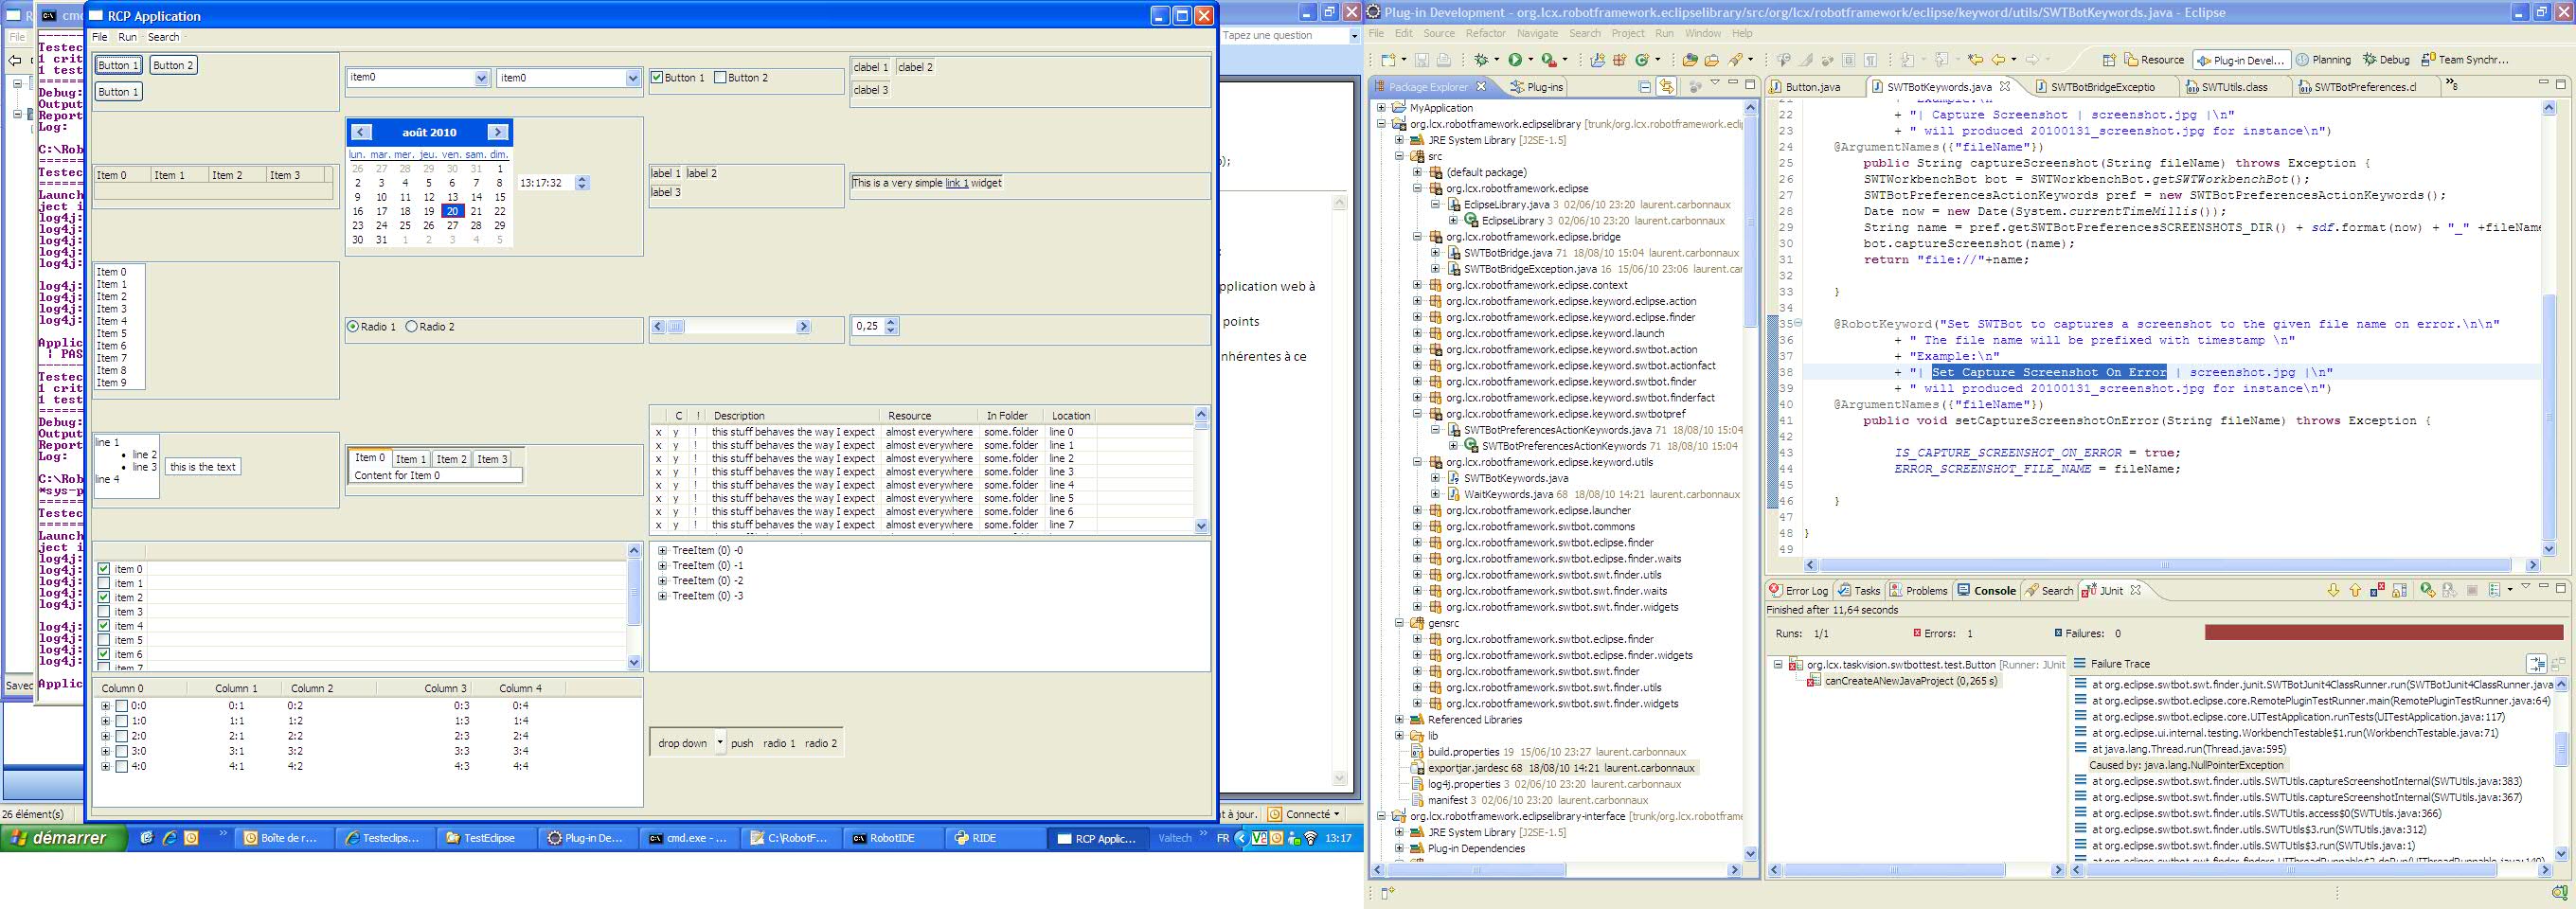 RCP Application
File Run Search
Button 1 Button 2
Button 1
item0
item0
Button 1 Button 2
clabel 1 clabel 2
clabel 3
Item 0 Item 1 Item 2 Item 3
août 2010
lun. mar. mer. jeu. ven. sam. dim.
26 27 28 29 30 31 1
2 3 4 5 6 7 8
9 10 11 12 13 14 15
16 17 18 19 20 21 22
23 24 25 26 27 28 29
30 31 1 2 3 4 5
13:17:32
label 1 label 2
label 3
This is a very simple link 1 widget
Item 0
Item 1
Item 2
Item 3
Item 4
Item 5
Item 6
Item 7
Item 8
Item 9
Radio 1 Radio 2
0,25
line 1
line 2
line 3
line 4
this is the text
Item 0 Item 1 Item 2 Item 3
Content for Item 0
C ! Description Resource In Folder Location
x y ! this stuff behaves the way I expect almost everywhere some.folder line 0
x y ! this stuff behaves the way I expect almost everywhere some.folder line 1
x y ! this stuff behaves the way I expect almost everywhere some.folder line 2
x y ! this stuff behaves the way I expect almost everywhere some.folder line 3
x y ! this stuff behaves the way I expect almost everywhere some.folder line 4
x y ! this stuff behaves the way I expect almost everywhere some.folder line 5
x y ! this stuff behaves the way I expect almost everywhere some.folder line 6
x y ! this stuff behaves the way I expect almost everywhere some.folder line 7
item 0
item 1
item 2
item 3
item 4
item 5
item 6
item 7
TreeItem (0) -0
TreeItem (0) -1
TreeItem (0) -2
TreeItem (0) -3
Column 0 Column 1 Column 2 Column 3 Column 4
0:0 0:1 0:2 0:3 0:4
1:0 1:1 1:2 1:3 1:4
2:0 2:1 2:2 2:3 2:4
3:0 3:1 3:2 3:3 3:4
4:0 4:1 4:2 4:3 4:4
drop down push radio 1 radio 2
Tapez une question
pplication web à
points
nhérentes à ce
26 élément(s)
t à jour. Connecté
démarrer
Boîte de r... Testeclips... TestEclipse Plug-in De... cmd.exe - ... C:\RobotF... RobotIDE RIDE RCP Applic... Valtech FR 13:17
Plug-in Development - org.lcx.robotframework.eclipselibrary/src/org/lcx/robotframework/eclipse/keyword/utils/SWTBotKeywords.java - Eclipse
File Edit Source Refactor Navigate Search Project Run Window Help
Resource Plug-in Devel... Planning Debug Team Synchr...
Package Explorer Plug-ins
MyApplication
org.lcx.robotframework.eclipselibrary [trunk/org.lcx.robotframework.ecli
JRE System Library [J2SE-1.5]
src
(default package)
org.lcx.robotframework.eclipse
EclipseLibrary.java 3 02/06/10 23:20 laurent.carbonnaux
EclipseLibrary 3 02/06/10 23:20 laurent.carbonnaux
org.lcx.robotframework.eclipse.bridge
SWTBotBridge.java 71 18/08/10 15:04 laurent.carbonnaux
SWTBotBridgeException.java 16 15/06/10 23:06 laurent.car
org.lcx.robotframework.eclipse.context
org.lcx.robotframework.eclipse.keyword.eclipse.action
org.lcx.robotframework.eclipse.keyword.eclipse.finder
org.lcx.robotframework.eclipse.keyword.launch
org.lcx.robotframework.eclipse.keyword.swtbot.action
org.lcx.robotframework.eclipse.keyword.swtbot.actionfact
org.lcx.robotframework.eclipse.keyword.swtbot.finder
org.lcx.robotframework.eclipse.keyword.swtbot.finderfact
org.lcx.robotframework.eclipse.keyword.swtbotpref
SWTBotPreferencesActionKeywords.java 71 18/08/10 15:04
SWTBotPreferencesActionKeywords 71 18/08/10 15:04
org.lcx.robotframework.eclipse.keyword.utils
SWTBotKeywords.java
WaitKeywords.java 68 18/08/10 14:21 laurent.carbonnaux
org.lcx.robotframework.eclipse.launcher
org.lcx.robotframework.swtbot.commons
org.lcx.robotframework.swtbot.eclipse.finder
org.lcx.robotframework.swtbot.eclipse.finder.waits
org.lcx.robotframework.swtbot.swt.finder.utils
org.lcx.robotframework.swtbot.swt.finder.waits
org.lcx.robotframework.swtbot.swt.finder.widgets
gensrc
org.lcx.robotframework.swtbot.eclipse.finder
org.lcx.robotframework.swtbot.eclipse.finder.widgets
org.lcx.robotframework.swtbot.swt.finder
org.lcx.robotframework.swtbot.swt.finder.utils
org.lcx.robotframework.swtbot.swt.finder.widgets
Referenced Libraries
lib
build.properties 19 15/06/10 23:27 laurent.carbonnaux
exportjar.jardesc 68 18/08/10 14:21 laurent.carbonnaux
log4j.properties 3 02/06/10 23:20 laurent.carbonnaux
manifest 3 02/06/10 23:20 laurent.carbonnaux
org.lcx.robotframework.eclipselibrary-interface [trunk/org.lcx.robotframe
JRE System Library [J2SE-1.5]
Plug-in Dependencies
Button.java SWTBotKeywords.java SWTBotBridgeExceptio SWTUtils.class SWTBotPreferences.cl
22 + "| Capture Screenshot | screenshot.jpg |\n"
23 + " will produced 20100131_screenshot.jpg for instance\n")
24 @ArgumentNames({"fileName"})
25 public String captureScreenshot(String fileName) throws Exception {
26 SWTWorkbenchBot bot = SWTWorkbenchBot.getSWTWorkbenchBot();
27 SWTBotPreferencesActionKeywords pref = new SWTBotPreferencesActionKeywords();
28 Date now = new Date(System.currentTimeMillis());
29 String name = pref.getSWTBotPreferencesSCREENSHOTS_DIR() + sdf.format(now) + "_" +fileName
30 bot.captureScreenshot(name);
31 return "file://"+name;
32
33 }
34
35 @RobotKeyword("Set SWTBot to captures a screenshot to the given file name on error.\n\n"
36 + " The file name will be prefixed with timestamp \n"
37 + "Example:\n"
38 + "| Set Capture Screenshot On Error | screenshot.jpg |\n"
39 + " will produced 20100131_screenshot.jpg for instance\n")
40 @ArgumentNames({"fileName"})
41 public void setCaptureScreenshotOnError(String fileName) throws Exception {
42
43 IS_CAPTURE_SCREENSHOT_ON_ERROR = true;
44 ERROR_SCREENSHOT_FILE_NAME = fileName;
45
46 }
47
48 }
49
Error Log Tasks Problems Console Search JUnit
Finished after 11,64 seconds
Runs: 1/1 Errors: 1 Failures: 0
org.lcx.taskvision.swtbottest.test.Button [Runner: JUnit
canCreateANewJavaProject (0,265 s)
Failure Trace
at org.eclipse.swtbot.swt.finder.junit.SWTBotJunit4ClassRunner.run(SWTBotJunit4ClassRunner.java
at org.eclipse.swtbot.eclipse.core.RemotePluginTestRunner.main(RemotePluginTestRunner.java:64)
at org.eclipse.swtbot.eclipse.core.UITestApplication.runTests(UITestApplication.java:117)
at org.eclipse.ui.internal.testing.WorkbenchTestable$1.run(WorkbenchTestable.java:71)
at java.lang.Thread.run(Thread.java:595)
Caused by: java.lang.NullPointerException
at org.eclipse.swtbot.swt.finder.utils.SWTUtils.captureScreenshotInternal(SWTUtils.java:383)
at org.eclipse.swtbot.swt.finder.utils.SWTUtils.captureScreenshotInternal(SWTUtils.java:367)
at org.eclipse.swtbot.swt.finder.utils.SWTUtils.access$0(SWTUtils.java:366)
at org.eclipse.swtbot.swt.finder.utils.SWTUtils$3.run(SWTUtils.java:312)
at org.eclipse.swtbot.swt.finder.utils.SWTUtils$3.run(SWTUtils.java:1)